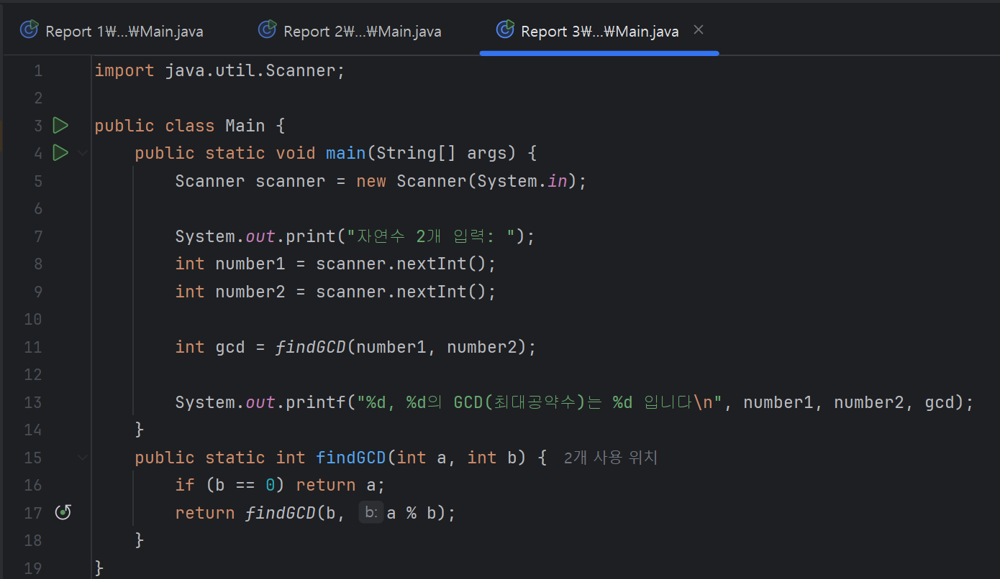 Report 1₩...₩Main.java Report 2₩...₩Main.java Report 3₩...₩Main.java
1 import java.util.Scanner;
2
3 public class Main {
4 public static void main(String[] args) {
5 Scanner scanner = new Scanner(System.in);
6
7 System.out.print("자연수 2개 입력: ");
8 int number1 = scanner.nextInt();
9 int number2 = scanner.nextInt();
10
11 int gcd = findGCD(number1, number2);
12
13 System.out.printf("%d, %d의 GCD(최대공약수)는 %d 입니다\n", number1, number2, gcd);
14 }
15 public static int findGCD(int a, int b) { 2개 사용 위치
16 if (b == 0) return a;
17 return findGCD(b, b: a % b);
18 }
19 }